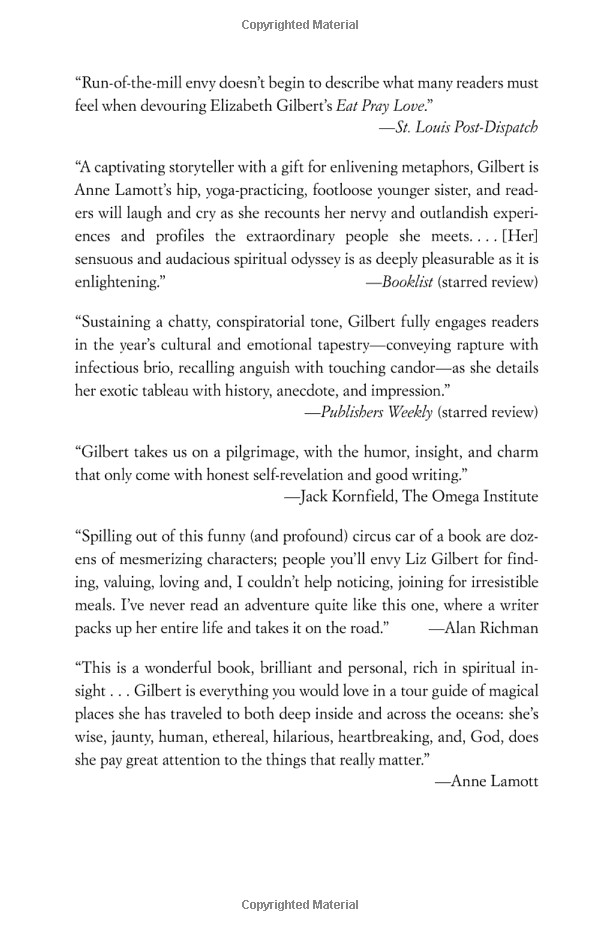 Copyrighted Material
“Run-of-the-mill envy doesn’t begin to describe what many readers must
feel when devouring Elizabeth Gilbert’s Eat Pray Love.”
—St. Louis Post-Dispatch
“A captivating storyteller with a gift for enlivening metaphors, Gilbert is
Anne Lamott’s hip, yoga-practicing, footloose younger sister, and read-
ers will laugh and cry as she recounts her nervy and outlandish experi-
ences and profiles the extraordinary people she meets. . . . [Her]
sensuous and audacious spiritual odyssey is as deeply pleasurable as it is
enlightening.” —Booklist (starred review)
“Sustaining a chatty, conspiratorial tone, Gilbert fully engages readers
in the year’s cultural and emotional tapestry—conveying rapture with
infectious brio, recalling anguish with touching candor—as she details
her exotic tableau with history, anecdote, and impression.”
—Publishers Weekly (starred review)
“Gilbert takes us on a pilgrimage, with the humor, insight, and charm
that only come with honest self-revelation and good writing.”
—Jack Kornfield, The Omega Institute
“Spilling out of this funny (and profound) circus car of a book are doz-
ens of mesmerizing characters; people you’ll envy Liz Gilbert for find-
ing, valuing, loving and, I couldn’t help noticing, joining for irresistible
meals. I’ve never read an adventure quite like this one, where a writer
packs up her entire life and takes it on the road.” —Alan Richman
“This is a wonderful book, brilliant and personal, rich in spiritual in-
sight . . . Gilbert is everything you would love in a tour guide of magical
places she has traveled to both deep inside and across the oceans: she’s
wise, jaunty, human, ethereal, hilarious, heartbreaking, and, God, does
she pay great attention to the things that really matter.”
—Anne Lamott
Copyrighted Material